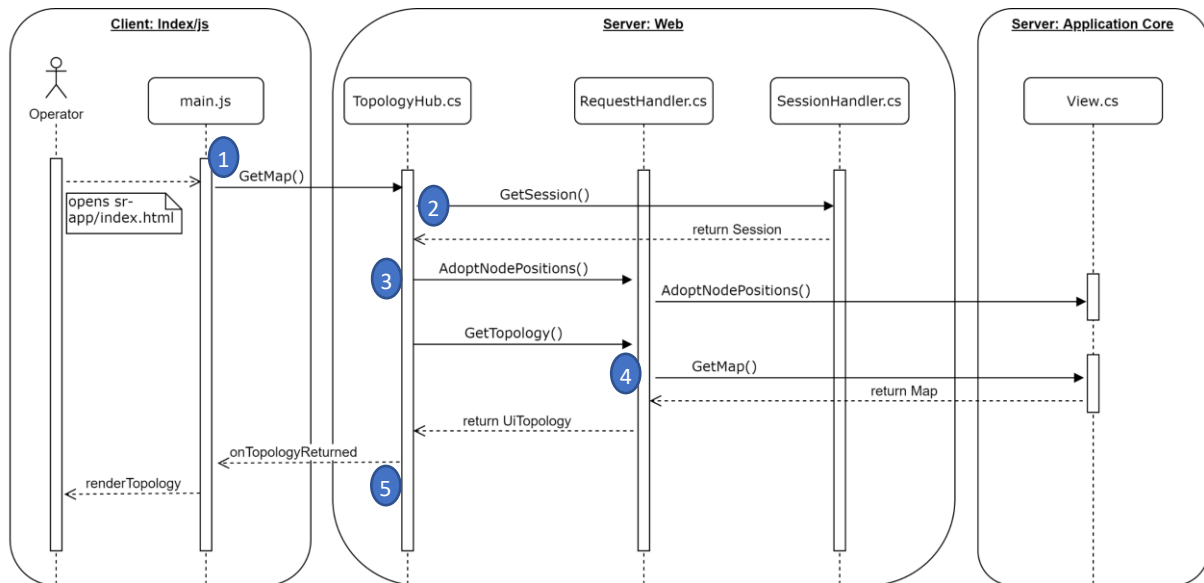 Client: Index/js
Server: Web
Server: Application Core
Operator
main.js
TopologyHub.cs
RequestHandler.cs
SessionHandler.cs
View.cs
1
GetMap()
opens sr-
app/index.html
2
GetSession()
return Session
3
AdoptNodePositions()
AdoptNodePositions()
GetTopology()
4
GetMap()
return Map
return UiTopology
onTopologyReturned
5
renderTopology